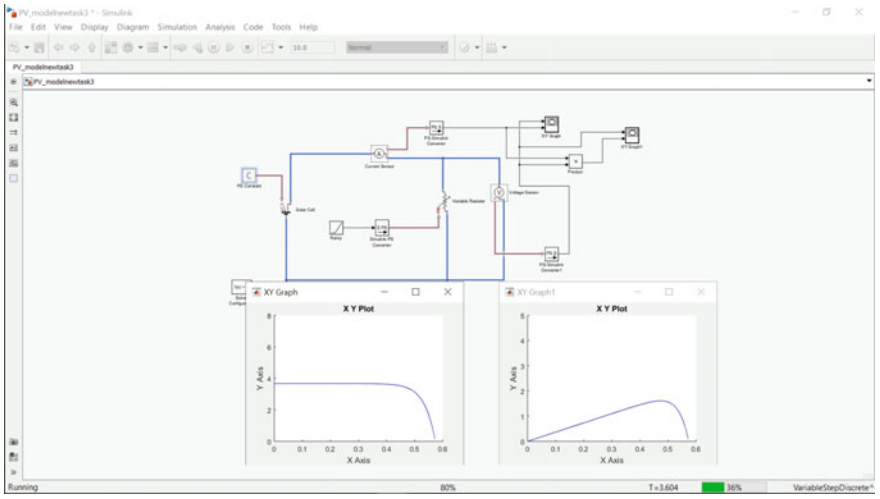 PV_modelnewtask3 * - Simulink
File Edit View Display Diagram Simulation Analysis Code Tools Help
10.0
Normal
PV_modelnewtask3
PV_modelnewtask3
C
PS Constant
Solar Cell
A
Current Sensor
PS-Simulink
Converter
XY Graph
XY Graph1
×
Product
Variable Resistor
V
Voltage Sensor
Ramp
Simulink-PS
Converter
PS-Simulink
Converter1
XY Graph
X Y Plot
8
6
4
2
0
Y Axis
0 0.1 0.2 0.3 0.4 0.5 0.6
X Axis
XY Graph1
X Y Plot
5
4
3
2
1
0
Y Axis
0 0.1 0.2 0.3 0.4 0.5 0.6
X Axis
Running
80%
T=3.604
36%
VariableStepDiscrete